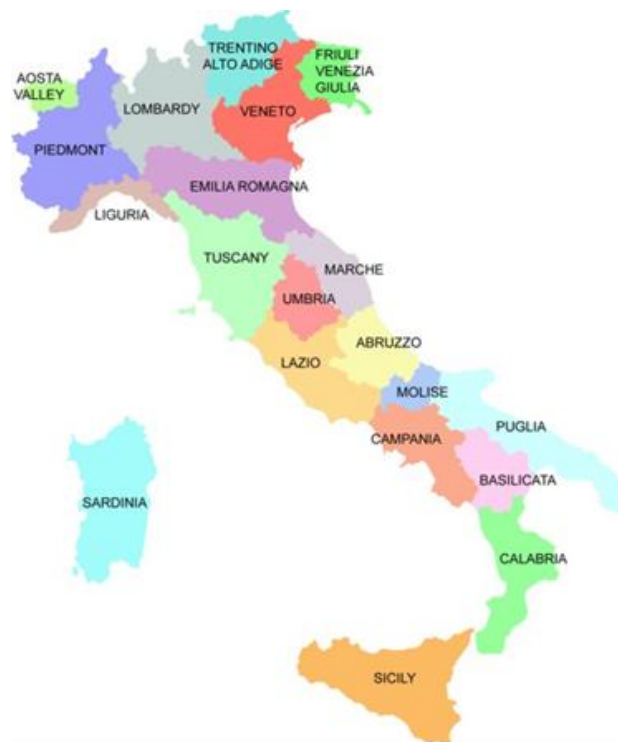 TRENTINO
ALTO ADIGE
FRIULI
VENEZIA
GIULIA
AOSTA
VALLEY
LOMBARDY
VENETO
PIEDMONT
EMILIA ROMAGNA
LIGURIA
TUSCANY
MARCHE
UMBRIA
ABRUZZO
LAZIO
MOLISE
PUGLIA
CAMPANIA
BASILICATA
SARDINIA
CALABRIA
SICILY